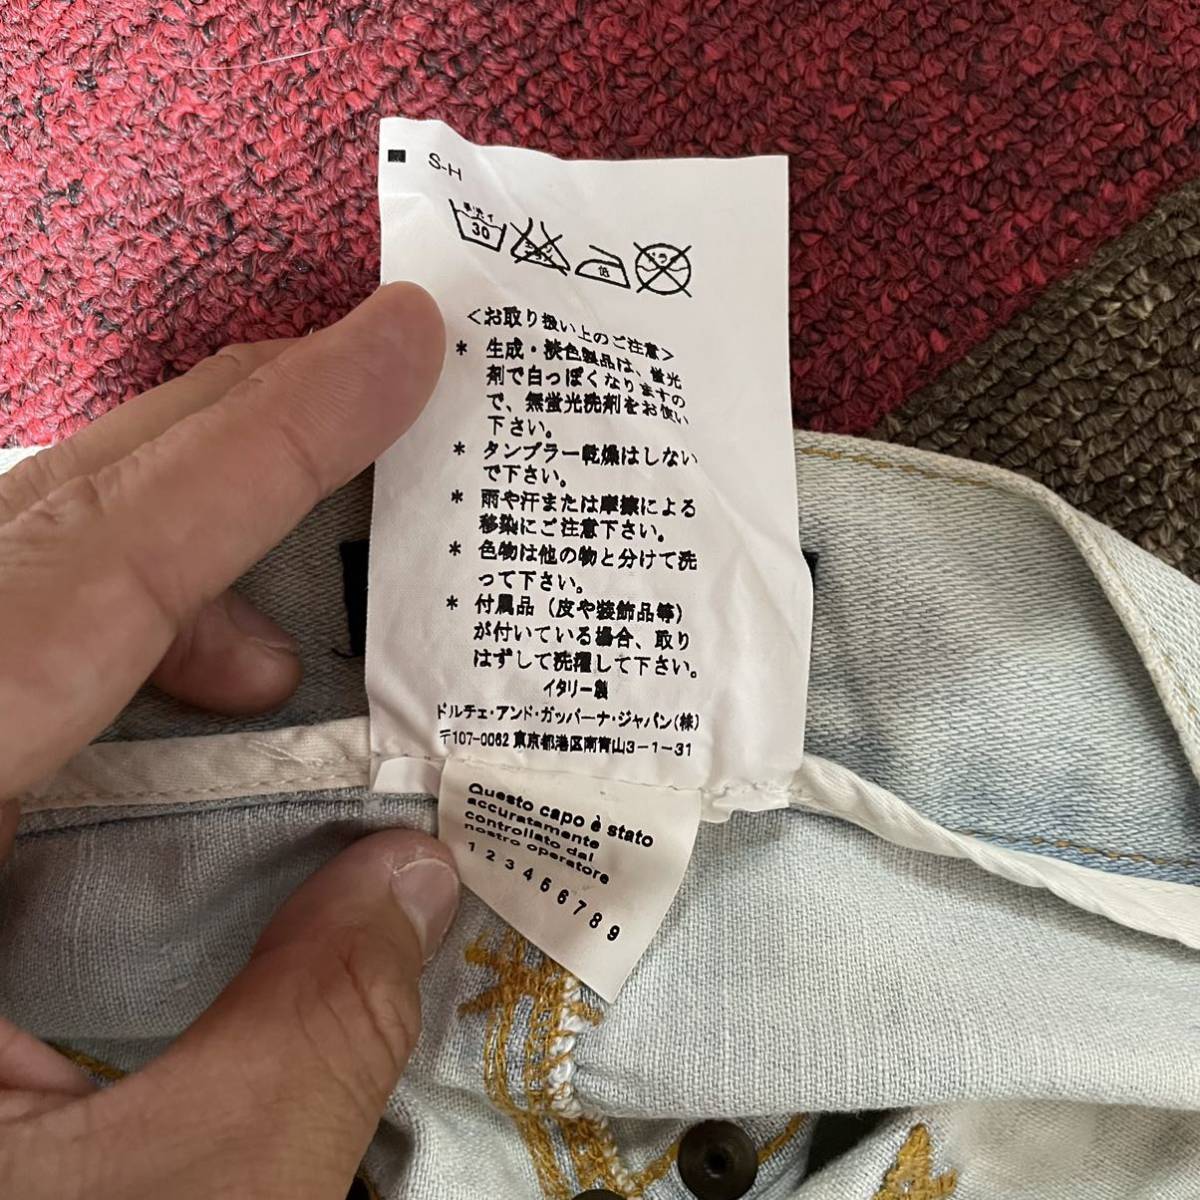 S-H
30
低
<お取り扱い上のご注意>
* 生成・淡色製品は、蛍光
剤で白っぽくなりますの
で、無蛍光洗剤をお使い
下さい。
* タンブラー乾燥はしない
で下さい。
* 雨や汗または摩擦による
移染にご注意下さい。
* 色物は他の物と分けて洗
って下さい。
* 付属品（皮や装飾品等）
が付いている場合、取り
はずして洗濯して下さい。
イタリー製
ドルチェ・アンド・ガッバーナ・ジャパン(株)
〒107-0062 東京都港区南青山3-1-31
Questo capo è stato
accuratamente
controllato dal
nostro operatore
1 2 3 4 5 6 7 8 9